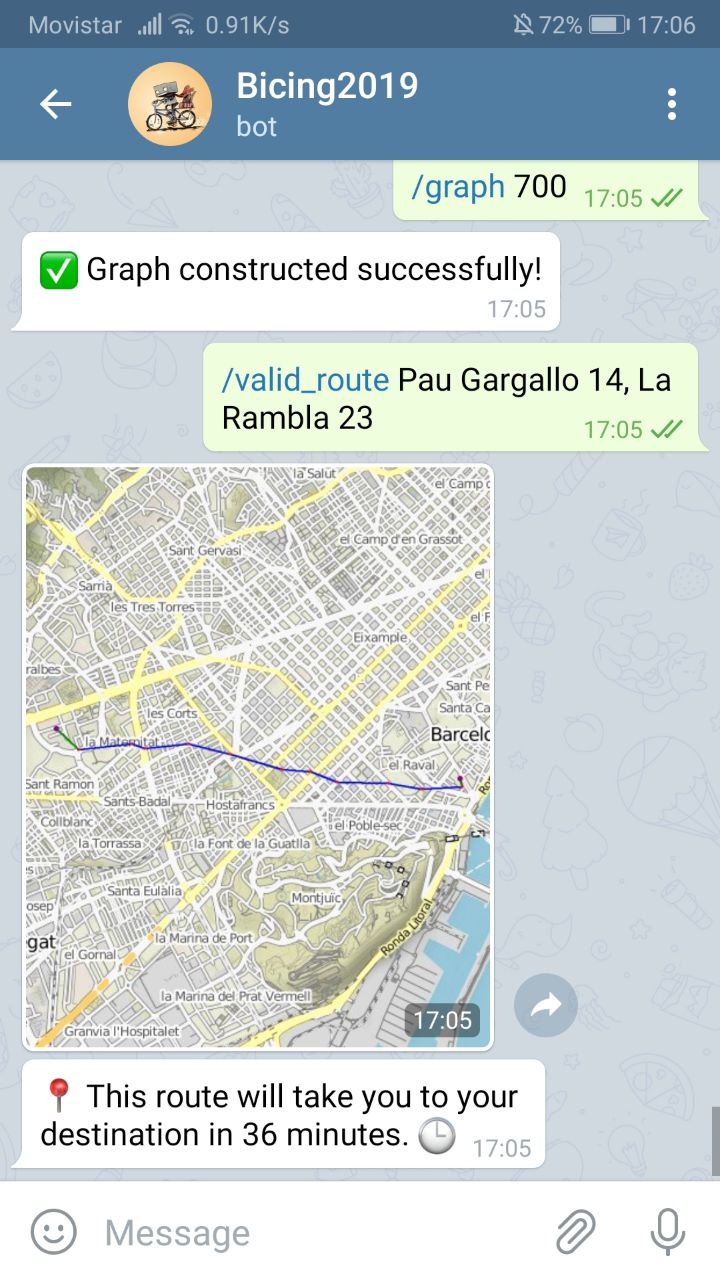 Movistar 0.91K/s 72% 17:06
Bicing2019
bot
/graph 700 17:05
✅ Graph constructed successfully!
17:05
/valid_route Pau Gargallo 14, La
Rambla 23 17:05
la Salut
el Camp
el Camp d'en Grassot
Sant Gervasi
el
Sarrià
les Tres Torres
el F
Eixample
ralbes
Sant Pe
Santa Ca
les Corts
Barcelo
la Maternitat
el Raval
Sant Ramon
Sants-Badal
Hostafrancs
Collblanc
el Poble-sec
la Torrassa
la Font de la Guatlla
Santa Eulàlia
Montjuïc
osep
gat
la Marina de Port
el Gornal
Ronda Litoral
la Marina del Prat Vermell
17:05
Granvia l'Hospitalet
📍 This route will take you to your
destination in 36 minutes. 🕒 17:05
Message